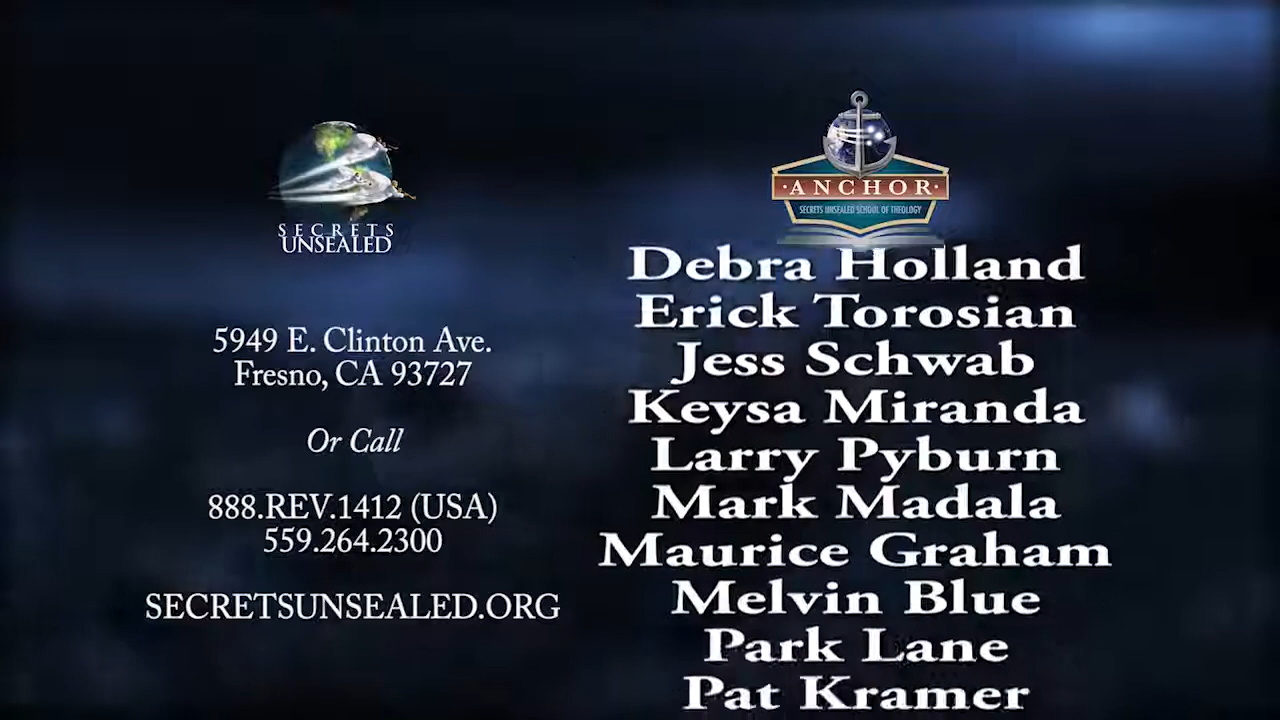 SECRETS
UNSEALED
5949 E. Clinton Ave.
Fresno, CA 93727
Or Call
888.REV.1412 (USA)
559.264.2300
SECRETSUNSEALED.ORG
·ANCHOR·
SECRETS UNSEALED SCHOOL OF THEOLOGY
Debra Holland
Erick Torosian
Jess Schwab
Keysa Miranda
Larry Pyburn
Mark Madala
Maurice Graham
Melvin Blue
Park Lane
Pat Kramer